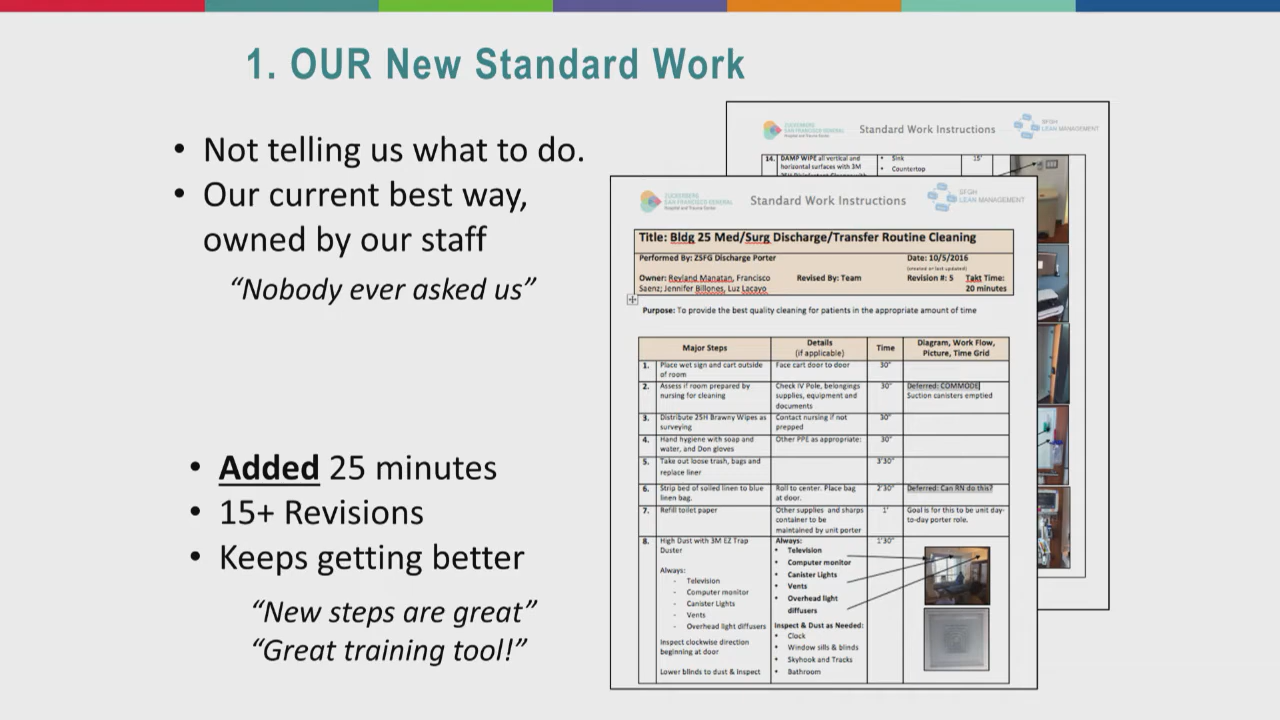 1. OUR New Standard Work
• Not telling us what to do.
• Our current best way,
owned by our staff
“Nobody ever asked us”
• Added 25 minutes
• 15+ Revisions
• Keeps getting better
“New steps are great”
“Great training tool!”
ZUCKERBERG
SAN FRANCISCO GENERAL
Hospital and Trauma Center
Standard Work Instructions
SFGH
LEAN MANAGEMENT
14. DAMP WIPE all vertical and
horizontal surfaces with 3M
• Sink
• Countertop
15'
ZUCKERBERG
SAN FRANCISCO GENERAL
Hospital and Trauma Center
Standard Work Instructions
SFGH
LEAN MANAGEMENT
Title: Bldg 25 Med/Surg Discharge/Transfer Routine Cleaning
Performed By: ZSFG Discharge Porter
Date: 10/5/2016
(created or last updated)
Owner: Reyland Manatan, Francisco
Saenz; Jennifer Billones, Luz Lacayo
Revised By: Team
Revision #: 5
Takt Time:
20 minutes
Purpose: To provide the best quality cleaning for patients in the appropriate amount of time
Major Steps
Details
(if applicable)
Time
Diagram, Work Flow,
Picture, Time Grid
1. Place wet sign and cart outside
of room
Face cart door to door
30"
2. Assess if room prepared by
nursing for cleaning
Check IV Pole, belongings
supplies, equipment and
documents
30"
Deferred: COMMODE
Suction canisters emptied
3. Distribute 25H Brawny Wipes as
surveying
Contact nursing if not
prepped
30"
4. Hand hygiene with soap and
water, and Don gloves
Other PPE as appropriate:
30"
5. Take out loose trash, bags and
replace liner
3'30"
6. Strip bed of soiled linen to blue
linen bag.
Roll to center. Place bag
at door.
2'30"
Deferred: Can RN do this?
7. Refill toilet paper
Other supplies and sharps
container to be
maintained by unit porter
1'
Goal is for this to be unit day-
to-day porter role.
8. High Dust with 3M EZ Trap
Duster
Always:
- Television
- Computer monitor
- Canister Lights
- Vents
- Overhead light diffusers
Inspect clockwise direction
beginning at door
Lower blinds to dust & Inspect
Always:
• Television
• Computer monitor
• Canister Lights
• Vents
• Overhead light
diffusers
Inspect & Dust as Needed:
• Clock
• Window sills & blinds
• Skyhook and Tracks
• Bathroom
1'30"